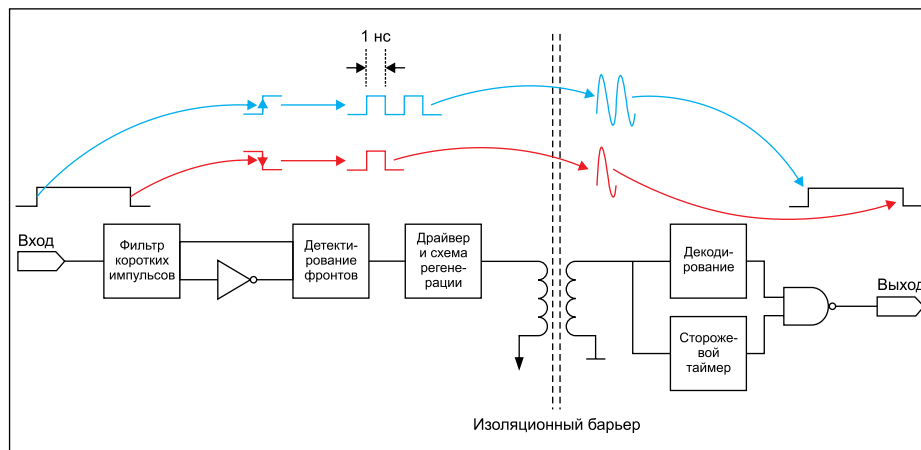 1 нс
Вход
Фильтр
коротких
импульсов
Детекти-
рование
фронтов
Драйвер
и схема
регене-
рации
Декоди-
рование
Стороже-
вой
таймер
Выход
Изоляционный барьер